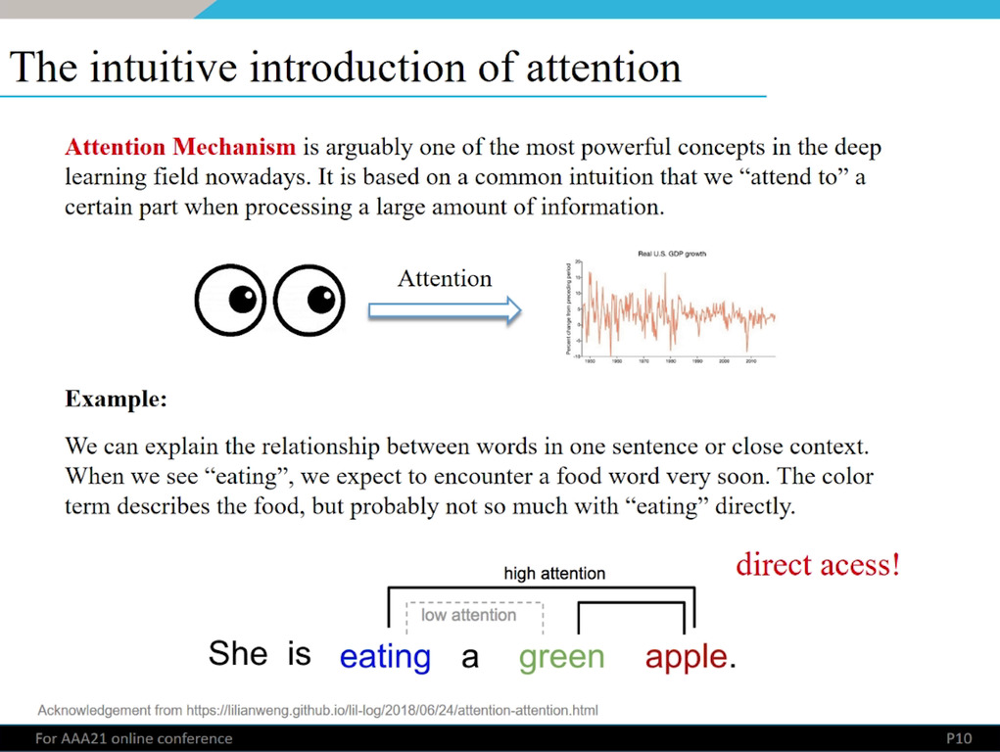 The intuitive introduction of attention
Attention Mechanism is arguably one of the most powerful concepts in the deep
learning field nowadays. It is based on a common intuition that we “attend to” a
certain part when processing a large amount of information.
Attention
Real U.S. GDP growth
Percent change from preceding period
20
15
10
5
0
-5
-10
1950 1960 1970 1980 1990 2000 2010
Example:
We can explain the relationship between words in one sentence or close context.
When we see “eating”, we expect to encounter a food word very soon. The color
term describes the food, but probably not so much with “eating” directly.
direct acess!
high attention
low attention
She is eating a green apple.
Acknowledgement from https://lilianweng.github.io/lil-log/2018/06/24/attention-attention.html
For AAA21 online conference
P10